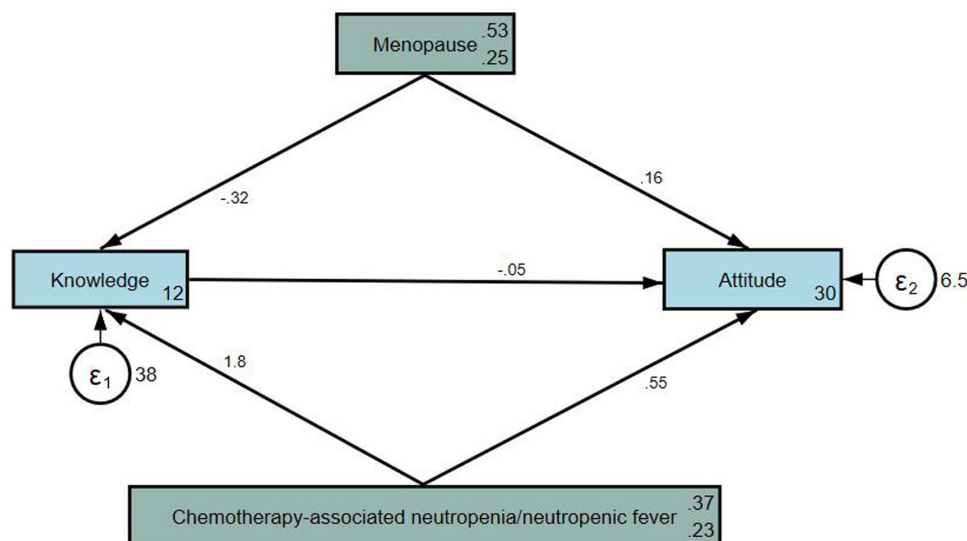 Menopause
.53
.25
-.32
.16
Knowledge
12
-.05
Attitude
30
ε2
6.5
ε1
38
1.8
.55
Chemotherapy-associated neutropenia/neutropenic fever
.37
.23